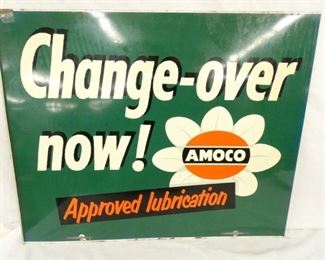 Change-over
now!
AMOCO
Approved lubrication